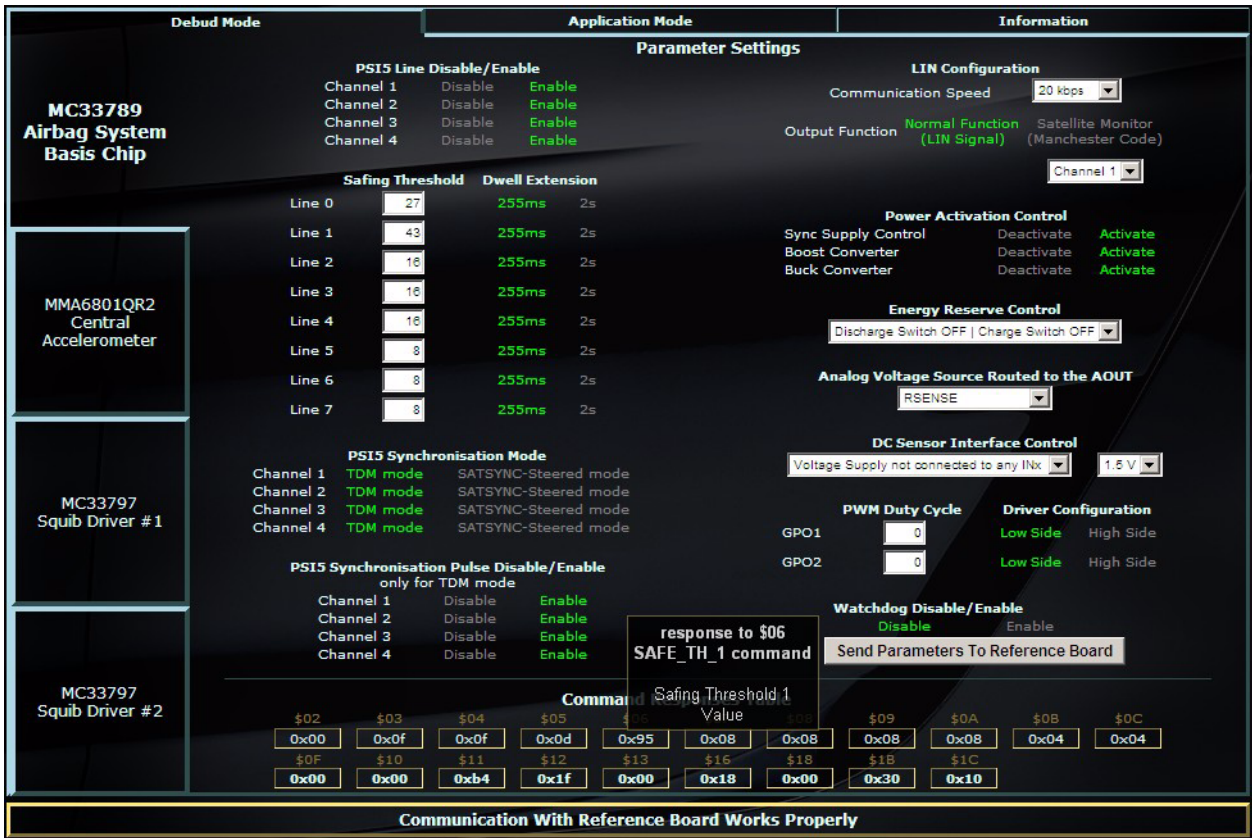 Debud Mode
Application Mode
Information
Parameter Settings
MC33789
Airbag System
Basis Chip
MMA6801QR2
Central
Accelerometer
MC33797
Squib Driver #1
MC33797
Squib Driver #2
PSI5 Line Disable/Enable
Channel 1 Disable Enable
Channel 2 Disable Enable
Channel 3 Disable Enable
Channel 4 Disable Enable
Safing Threshold Dwell Extension
Line 0 27 255ms 2s
Line 1 43 255ms 2s
Line 2 16 255ms 2s
Line 3 16 255ms 2s
Line 4 16 255ms 2s
Line 5 8 255ms 2s
Line 6 8 255ms 2s
Line 7 8 255ms 2s
PSI5 Synchronisation Mode
Channel 1 TDM mode SATSYNC-Steered mode
Channel 2 TDM mode SATSYNC-Steered mode
Channel 3 TDM mode SATSYNC-Steered mode
Channel 4 TDM mode SATSYNC-Steered mode
PSI5 Synchronisation Pulse Disable/Enable
only for TDM mode
Channel 1 Disable Enable
Channel 2 Disable Enable
Channel 3 Disable Enable
Channel 4 Disable Enable
LIN Configuration
Communication Speed 20 kbps
Output Function Normal Function (LIN Signal) Satellite Monitor (Manchester Code)
Channel 1
Power Activation Control
Sync Supply Control Deactivate Activate
Boost Converter Deactivate Activate
Buck Converter Deactivate Activate
Energy Reserve Control
Discharge Switch OFF | Charge Switch OFF
Analog Voltage Source Routed to the AOUT
RSENSE
DC Sensor Interface Control
Voltage Supply not connected to any INx 1.5 V
PWM Duty Cycle Driver Configuration
GPO1 0 Low Side High Side
GPO2 0 Low Side High Side
Watchdog Disable/Enable
Disable Enable
Send Parameters To Reference Board
response to $06
SAFE_TH_1 command
Safing Threshold 1
Value
Command Responses Table
$02 $03 $04 $05 $06 $08 $09 $0A $0B $0C
0x00 0x0f 0x0f 0x0d 0x95 0x08 0x08 0x08 0x08 0x04 0x04
$0F $10 $11 $12 $13 $16 $18 $1B $1C
0x00 0x00 0xb4 0x1f 0x00 0x18 0x00 0x30 0x10
Communication With Reference Board Works Properly